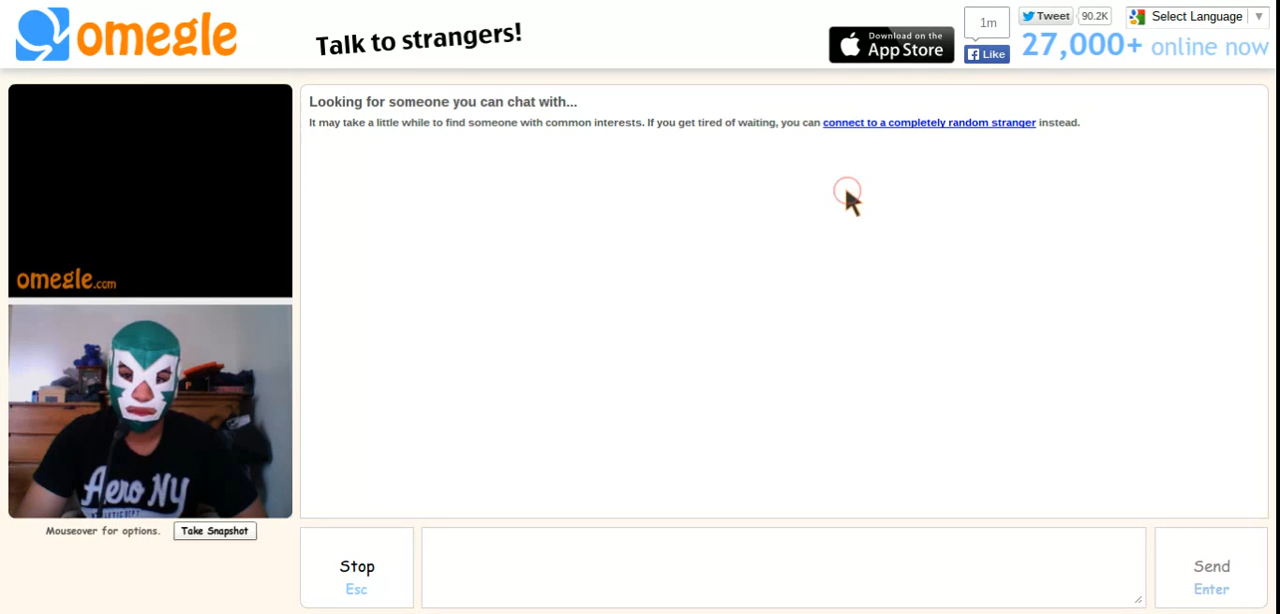 omegle
Talk to strangers!
Download on the
App Store
1m
Like
Tweet
90.2K
Select Language
27,000+ online now
Looking for someone you can chat with...
It may take a little while to find someone with common interests. If you get tired of waiting, you can connect to a completely random stranger instead.
omegle.com
Aero NY
Mouseover for options.
Take Snapshot
Stop
Esc
Send
Enter